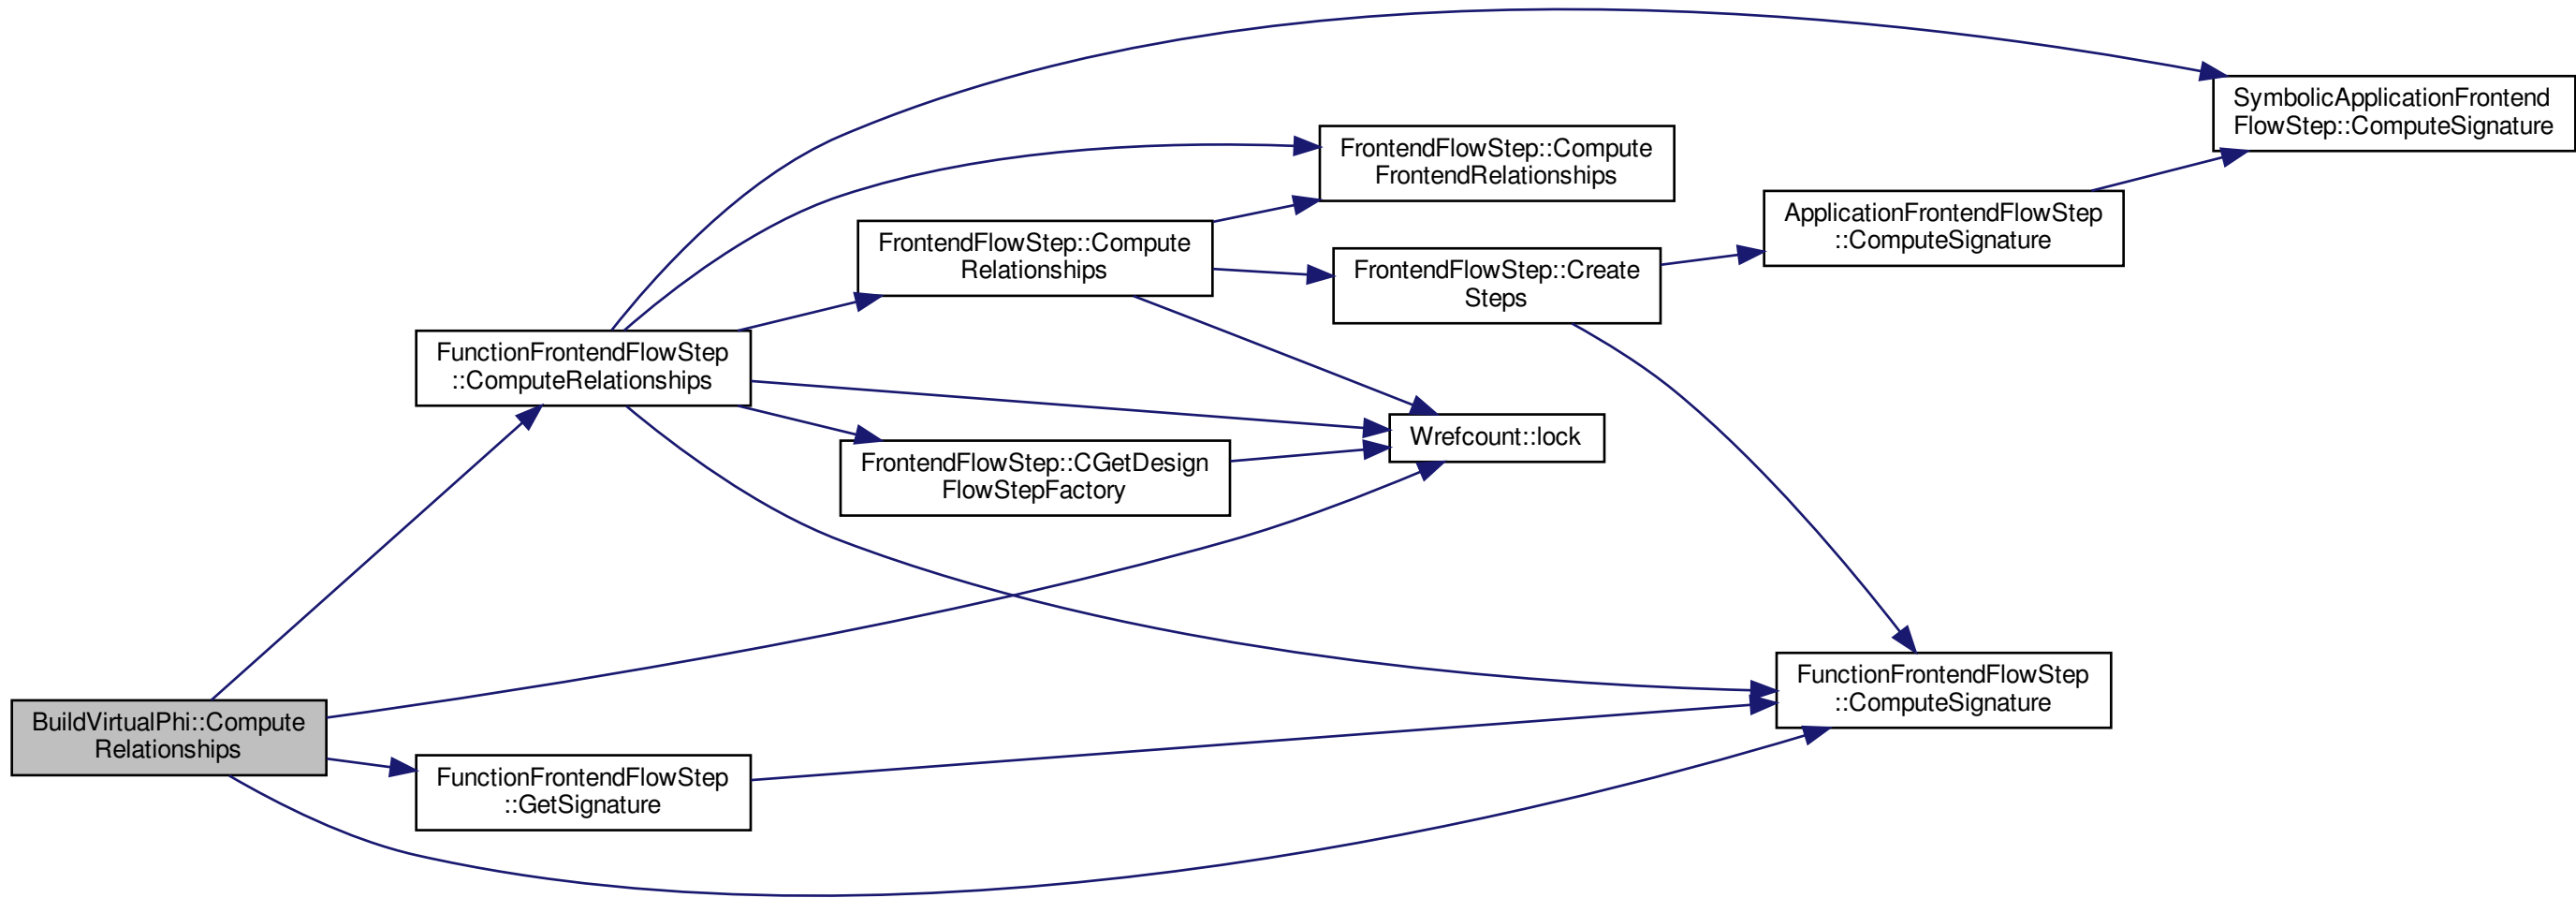 SymbolicApplicationFrontend
FlowStep::ComputeSignature
FrontendFlowStep::Compute
FrontendRelationships
ApplicationFrontendFlowStep
::ComputeSignature
FrontendFlowStep::Compute
Relationships
FrontendFlowStep::Create
Steps
FunctionFrontendFlowStep
::ComputeRelationships
Wrefcount::lock
FrontendFlowStep::CGetDesign
FlowStepFactory
FunctionFrontendFlowStep
::ComputeSignature
BuildVirtualPhi::Compute
Relationships
FunctionFrontendFlowStep
::GetSignature